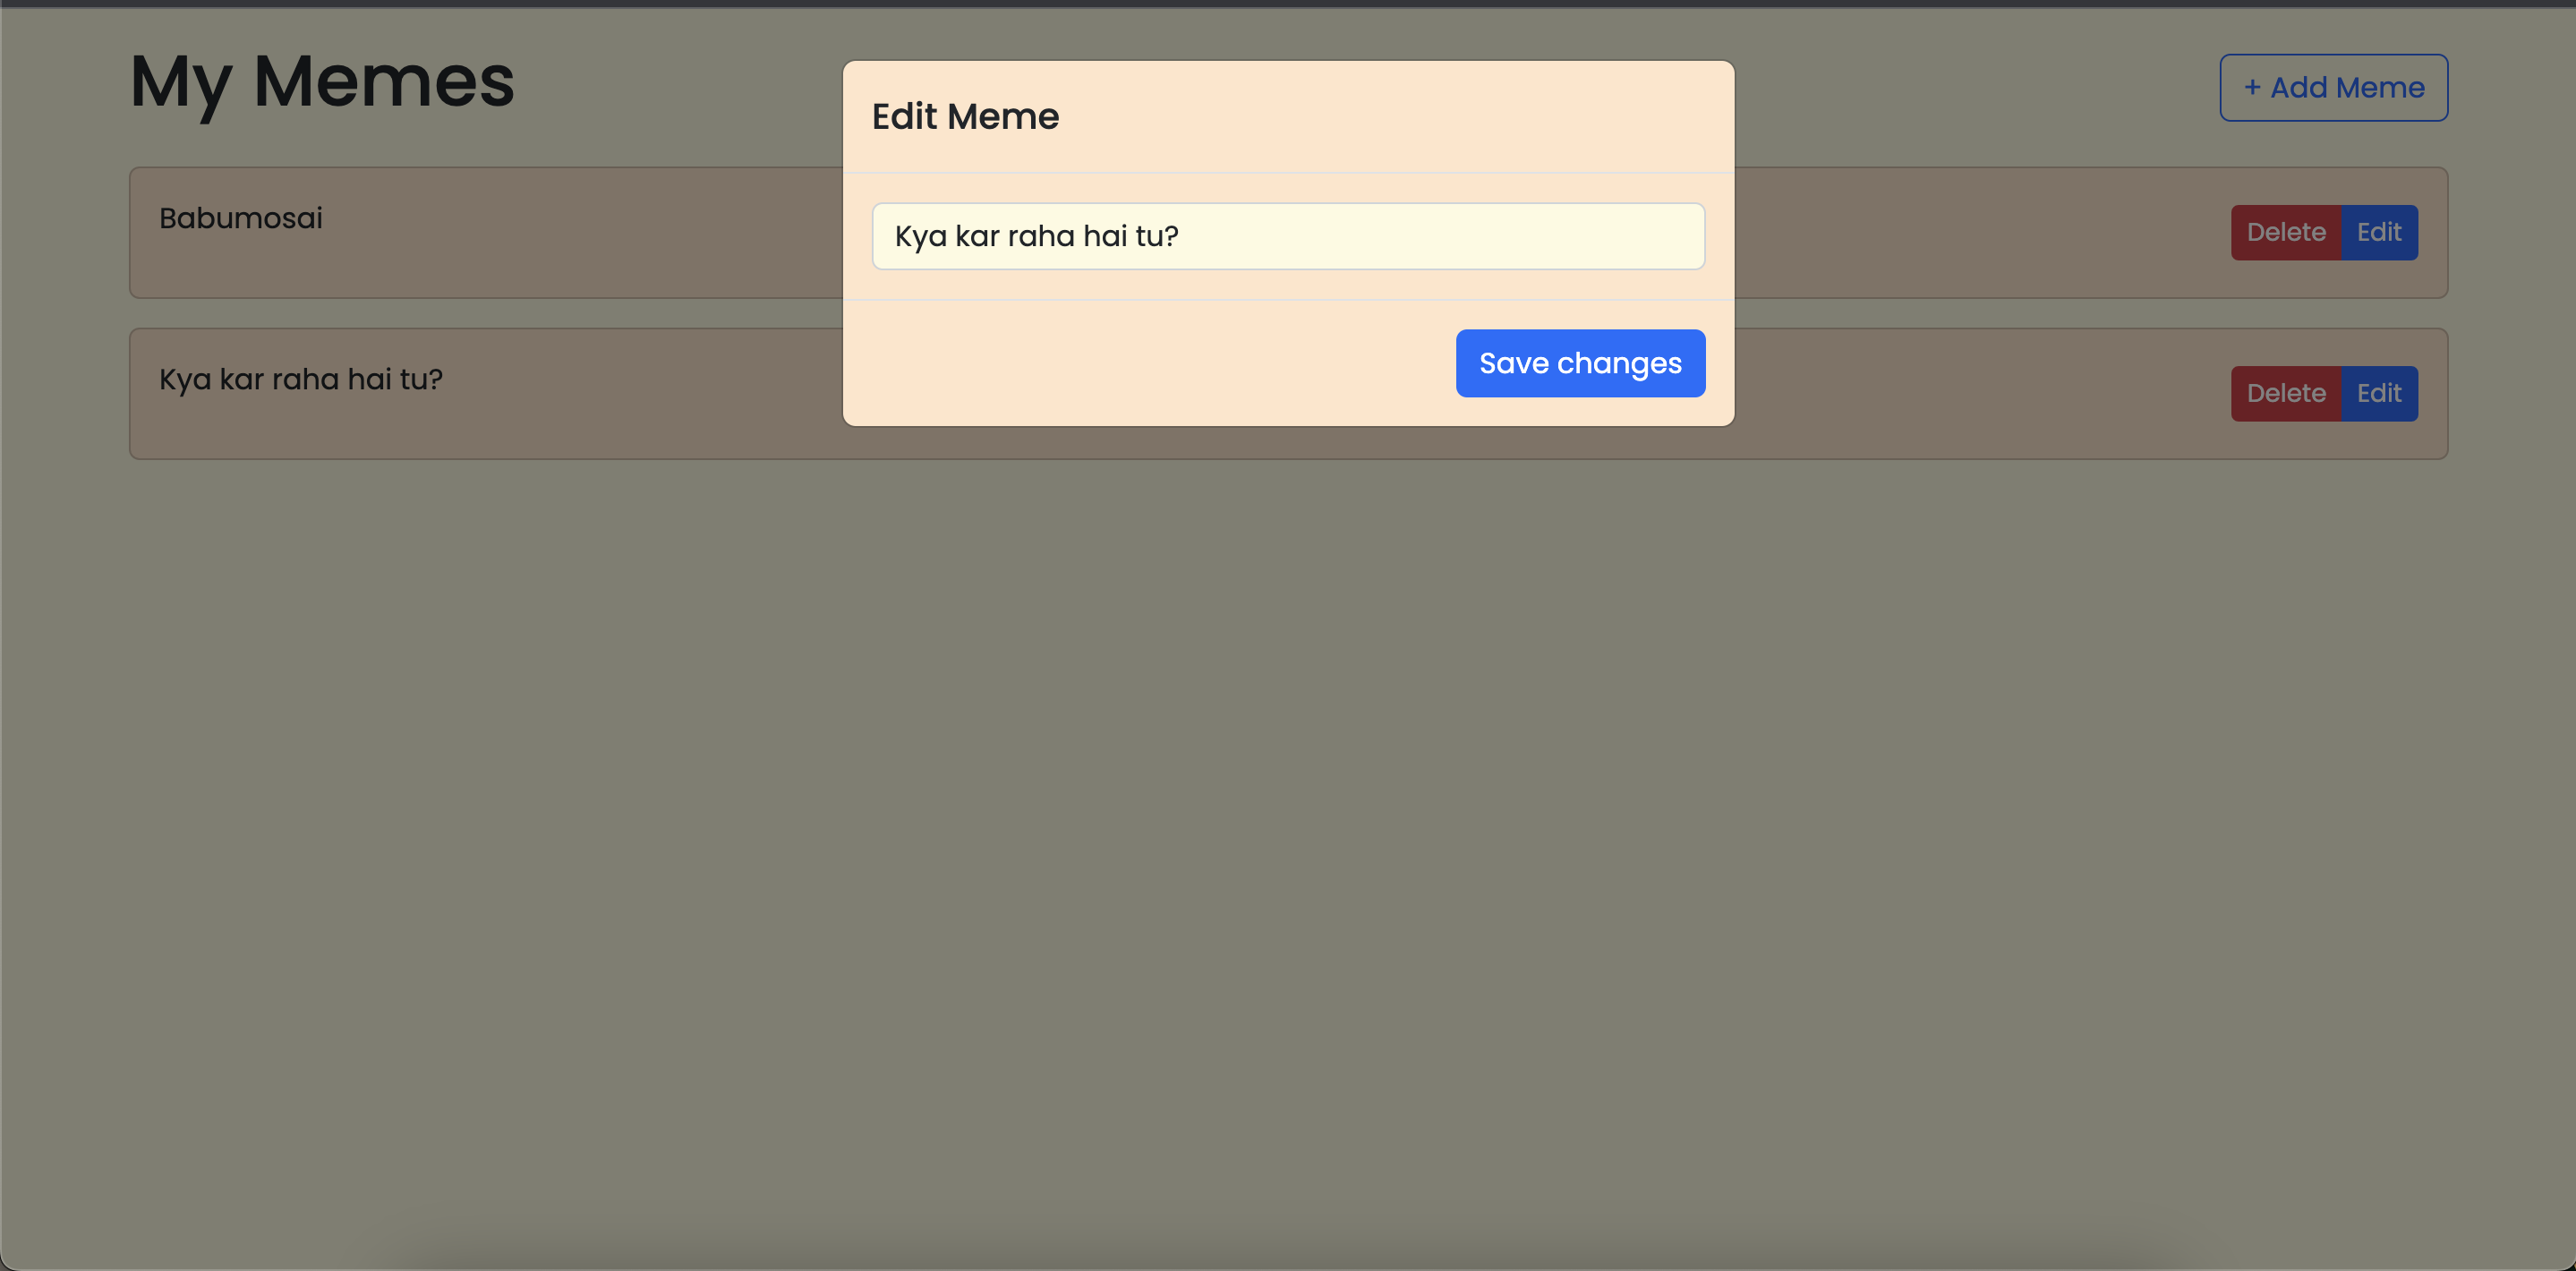 My Memes
+ Add Meme
Edit Meme
Babumosai
Kya kar raha hai tu?
Delete Edit
Save changes
Kya kar raha hai tu?
Delete Edit